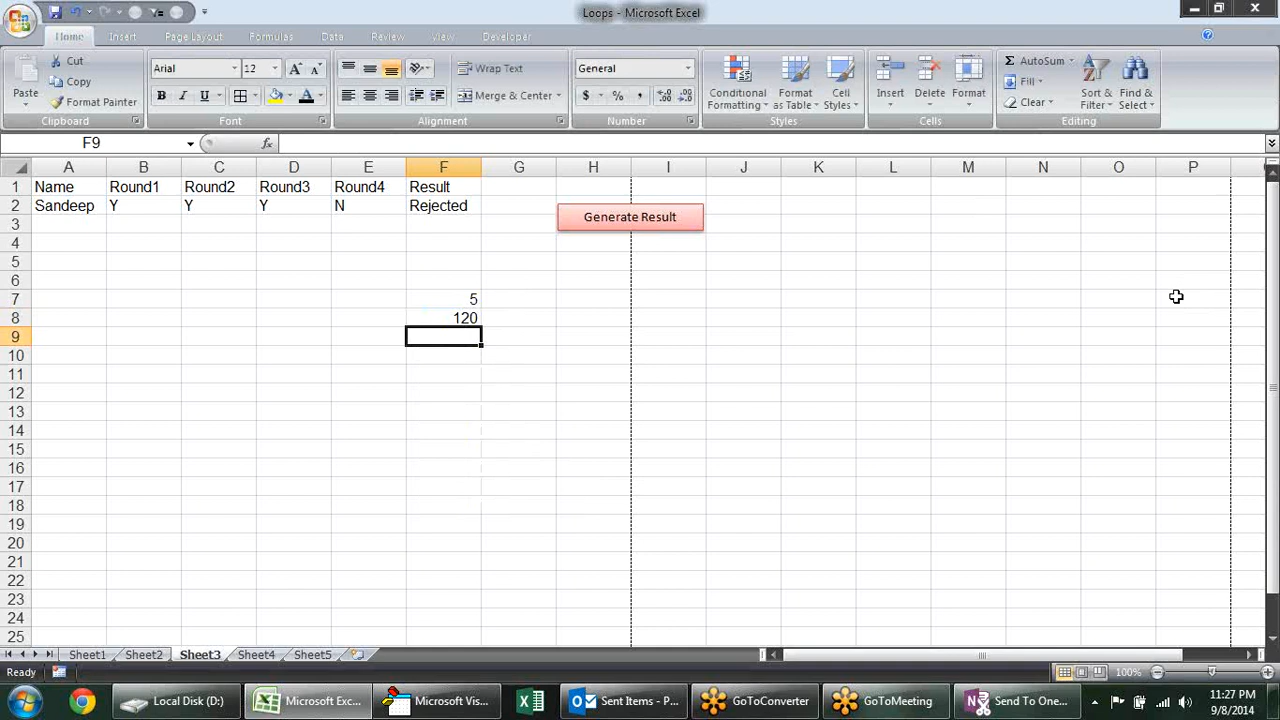 Loops - Microsoft Excel
Home Insert Page Layout Formulas Data Review View Developer
Paste Cut Copy Format Painter Clipboard
Arial 12 B I U Font
Wrap Text Merge & Center Alignment
General $ % , Number
Conditional Formatting Format as Table Cell Styles Styles
Insert Delete Format Cells
AutoSum Fill Clear Sort & Filter Find & Select Editing
F9 fx
A B C D E F G H I J K L M N O P
1 Name Round1 Round2 Round3 Round4 Result
2 Sandeep Y Y Y N Rejected
Generate Result
3
4
5
6
7 5
8 120
9
10
11
12
13
14
15
16
17
18
19
20
21
22
23
24
25
Sheet1 Sheet2 Sheet3 Sheet4 Sheet5
Ready 100%
Local Disk (D:) Microsoft Exc... Microsoft Vis... Sent Items - P... GoToConverter GoToMeeting Send To One... 11:27 PM
9/8/2014